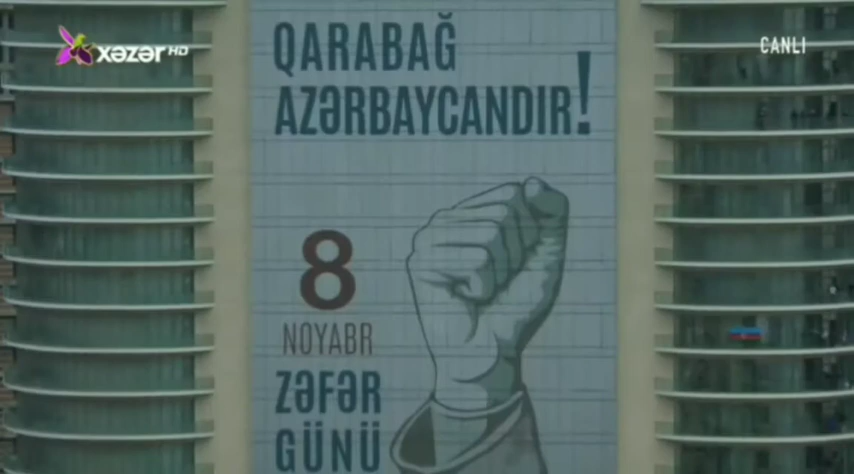 xəzər HD
CANLI
QARABAĞ
AZƏRBAYCANDIR!
8
NOYABR
ZƏFƏR
GÜNÜ